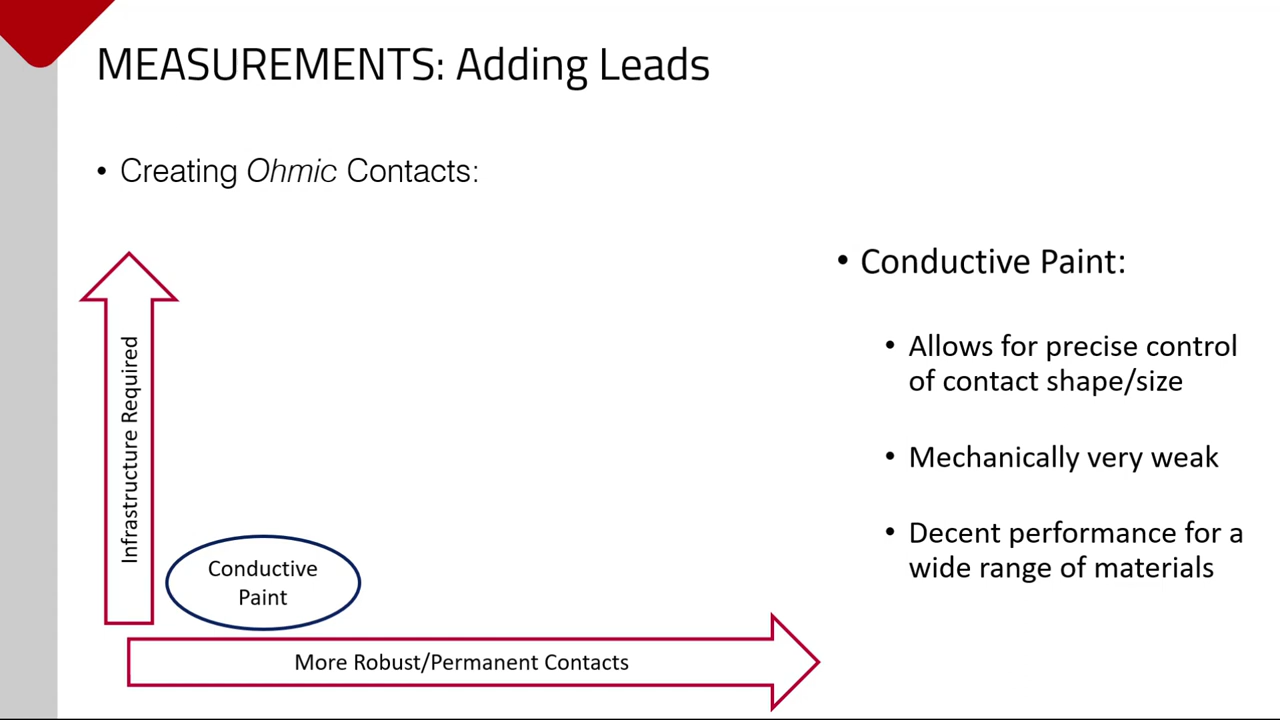 MEASUREMENTS: Adding Leads
• Creating Ohmic Contacts:
Infrastructure Required
Conductive
Paint
More Robust/Permanent Contacts
• Conductive Paint:
• Allows for precise control
of contact shape/size
• Mechanically very weak
• Decent performance for a
wide range of materials